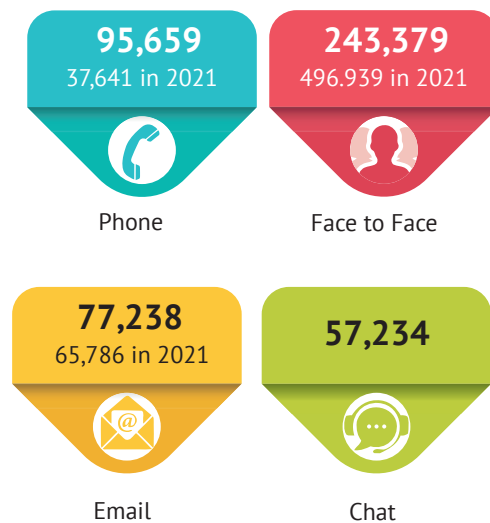 95,659
37,641 in 2021
Phone
243,379
496.939 in 2021
Face to Face
77,238
65,786 in 2021
@
Email
57,234
Chat